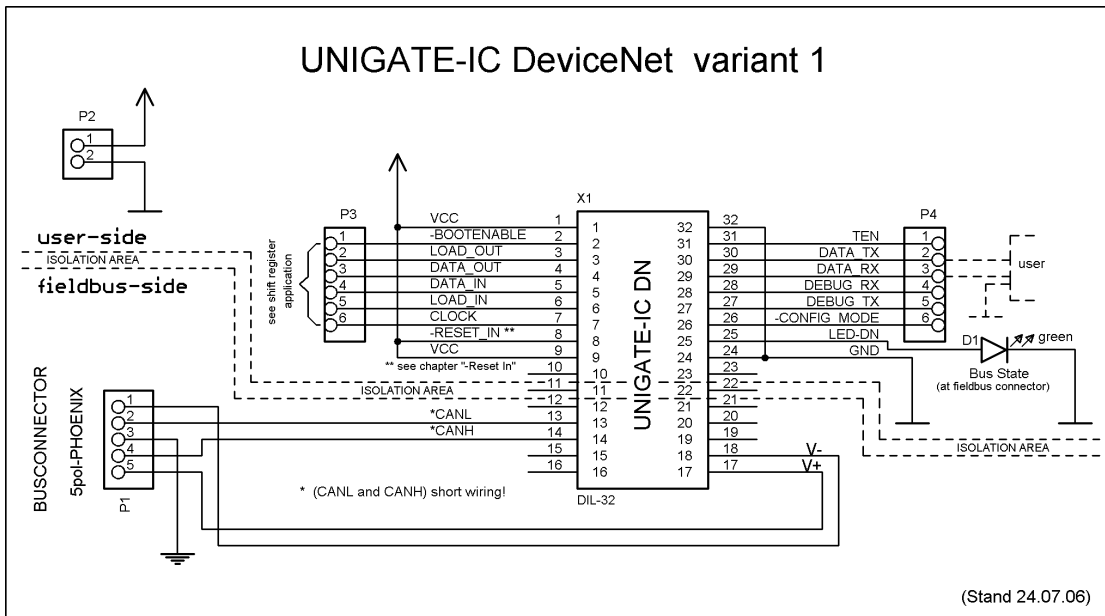 UNIGATE-IC DeviceNet variant 1
P2
1
2
user-side
ISOLATION AREA
fieldbus-side
see shift register
application
P3
1
2
3
4
5
6
VCC
-BOOTENABLE
LOAD_OUT
DATA_OUT
DATA_IN
LOAD_IN
CLOCK
-RESET_IN **
VCC
** see chapter "-Reset In"
ISOLATION AREA
*CANL
*CANH
* (CANL and CANH) short wiring!
1
2
3
4
5
6
7
8
9
10
11
12
13
14
15
16
X1
1
2
3
4
5
6
7
8
9
10
11
12
13
14
15
16
UNIGATE-IC DN
32
31
30
29
28
27
26
25
24
23
22
21
20
19
18
17
DIL-32
32
31
30
29
28
27
26
25
24
23
22
21
20
19
18
17
TEN
DATA_TX
DATA_RX
DEBUG_RX
DEBUG_TX
-CONFIG_MODE
LED-DN
GND
V-
V+
P4
1
2
3
4
5
6
user
D1
green
Bus State
(at fieldbus connector)
ISOLATION AREA
BUSCONNECTOR
5pol-PHOENIX
1
2
3
4
5
P1
(Stand 24.07.06)